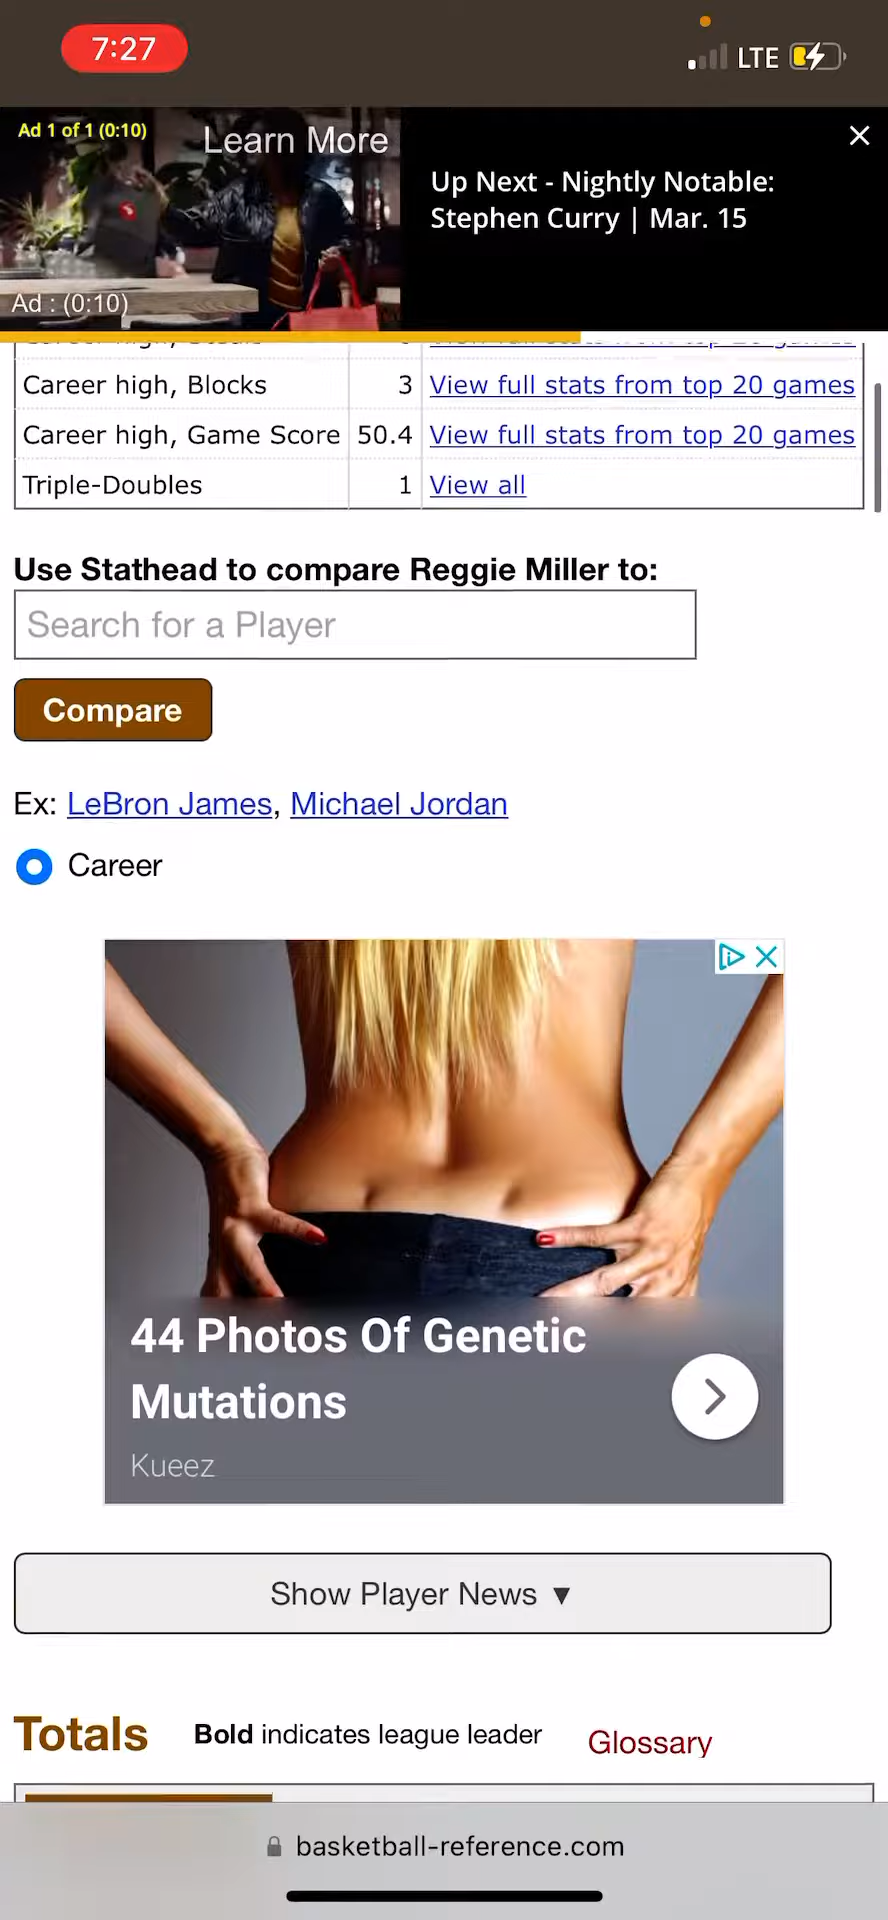 7:27
LTE
Ad 1 of 1 (0:10)
Learn More
Up Next - Nightly Notable:
Stephen Curry | Mar. 15
Ad : (0:10)
Career high, Blocks 3 View full stats from top 20 games
Career high, Game Score 50.4 View full stats from top 20 games
Triple-Doubles 1 View all
Use Stathead to compare Reggie Miller to:
Search for a Player
Compare
Ex: LeBron James, Michael Jordan
Career
44 Photos Of Genetic
Mutations
Kueez
Show Player News ▼
Totals Bold indicates league leader Glossary
basketball-reference.com